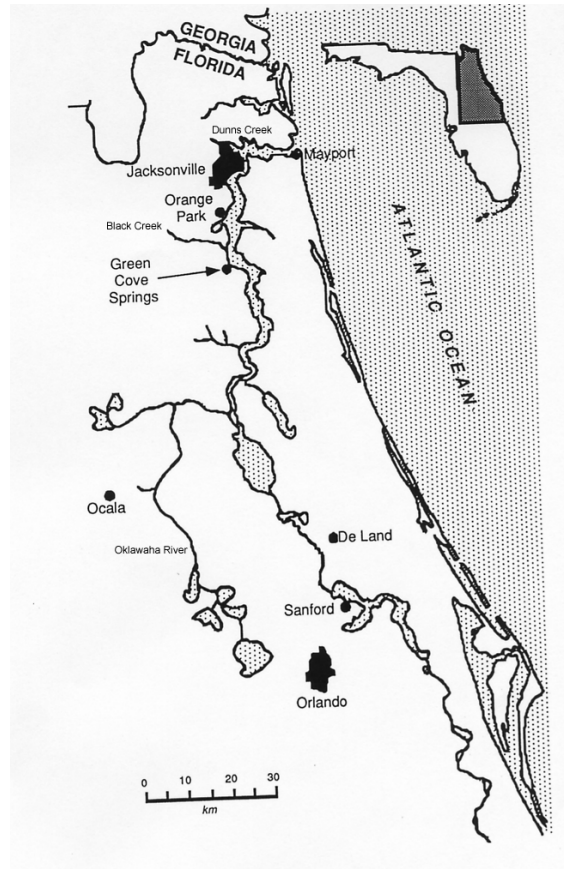 GEORGIA
FLORIDA
Dunns Creek
Mayport
Jacksonville
Orange
Park
Black Creek
Green
Cove
Springs
ATLANTIC OCEAN
Ocala
De Land
Oklawaha River
Sanford
Orlando
0 10 20 30
km